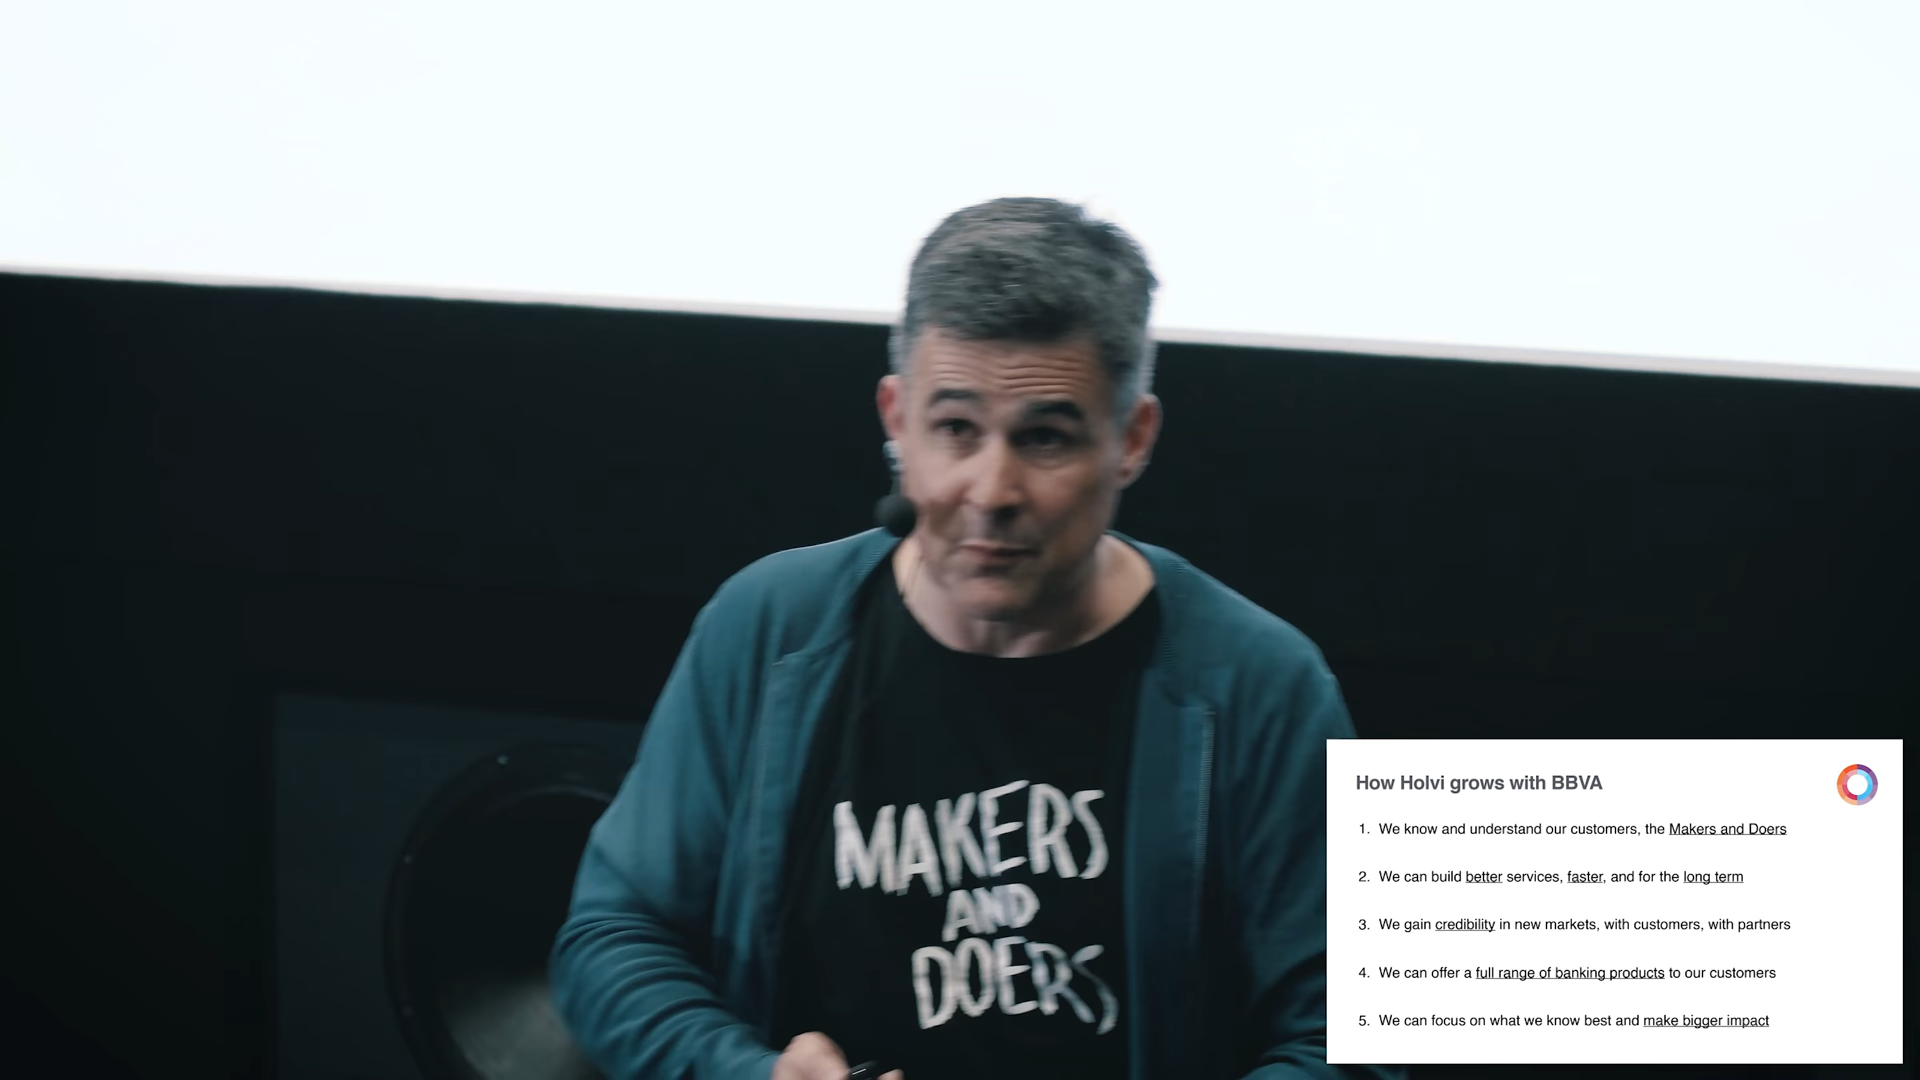 MAKERS
AND
DOERS
How Holvi grows with BBVA
1. We know and understand our customers, the Makers and Doers
2. We can build better services, faster, and for the long term
3. We gain credibility in new markets, with customers, with partners
4. We can offer a full range of banking products to our customers
5. We can focus on what we know best and make bigger impact